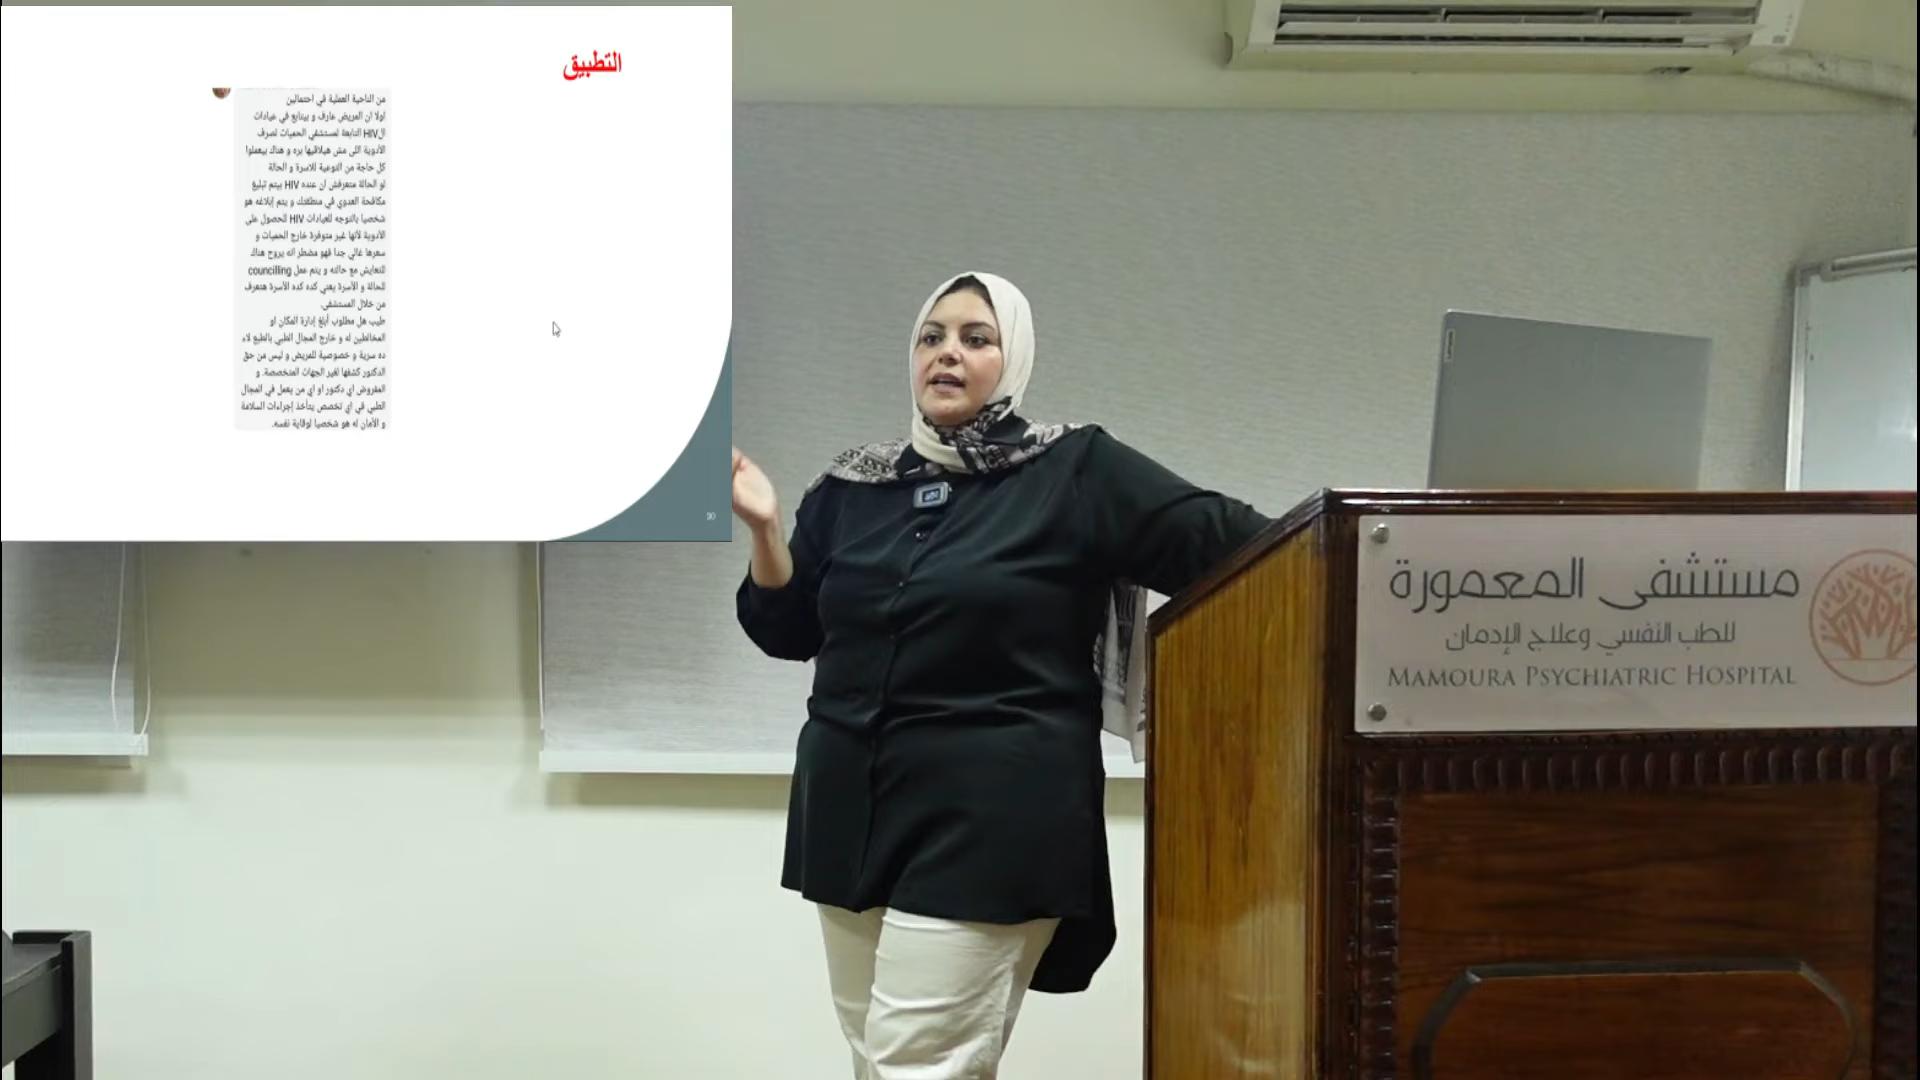 التطبيق
من الناحية العملية في احتمالين
اولا ان المريض عارف و بيتابع في عيادات
الHIV التابعة لمستشفي الحميات لصرف
الأدوية اللى مش هيلاقيها بره و هناك بيعملوا
كل حاجة من التوعية للاسرة و الحالة
لو الحالة متعرفش ان عنده HIV بيتم تبليغ
مكافحة العدوي في منطقتك و يتم إبلاغه هو
شخصيا بالتوجه للعيادات HIV للحصول على
الأدوية لأنها غير متوفرة خارج الحميات و
سعرها غالي جدا فهو مضطر انه يروح هناك
للتعايش مع حالته و يتم عمل councilling
للحالة و الأسرة يعني كده كده الأسرة هتعرف
من خلال المستشفى.
طيب هل مطلوب أبلغ إدارة المكان او
المخالطين له و خارج المجال الطبي بالطبع لاء
ده سرية و خصوصية للمريض و ليس من حق
الدكتور كشفها لغير الجهات المتخصصة. و
المفروض اي دكتور او اي من يعمل في المجال
الطبي في اي تخصص يتأخذ إجراءات السلامة
و الأمان له هو شخصيا لوقاية نفسه.
مستشفى المعمورة
للطب النفسي وعلاج الإدمان
MAMOURA PSYCHIATRIC HOSPITAL